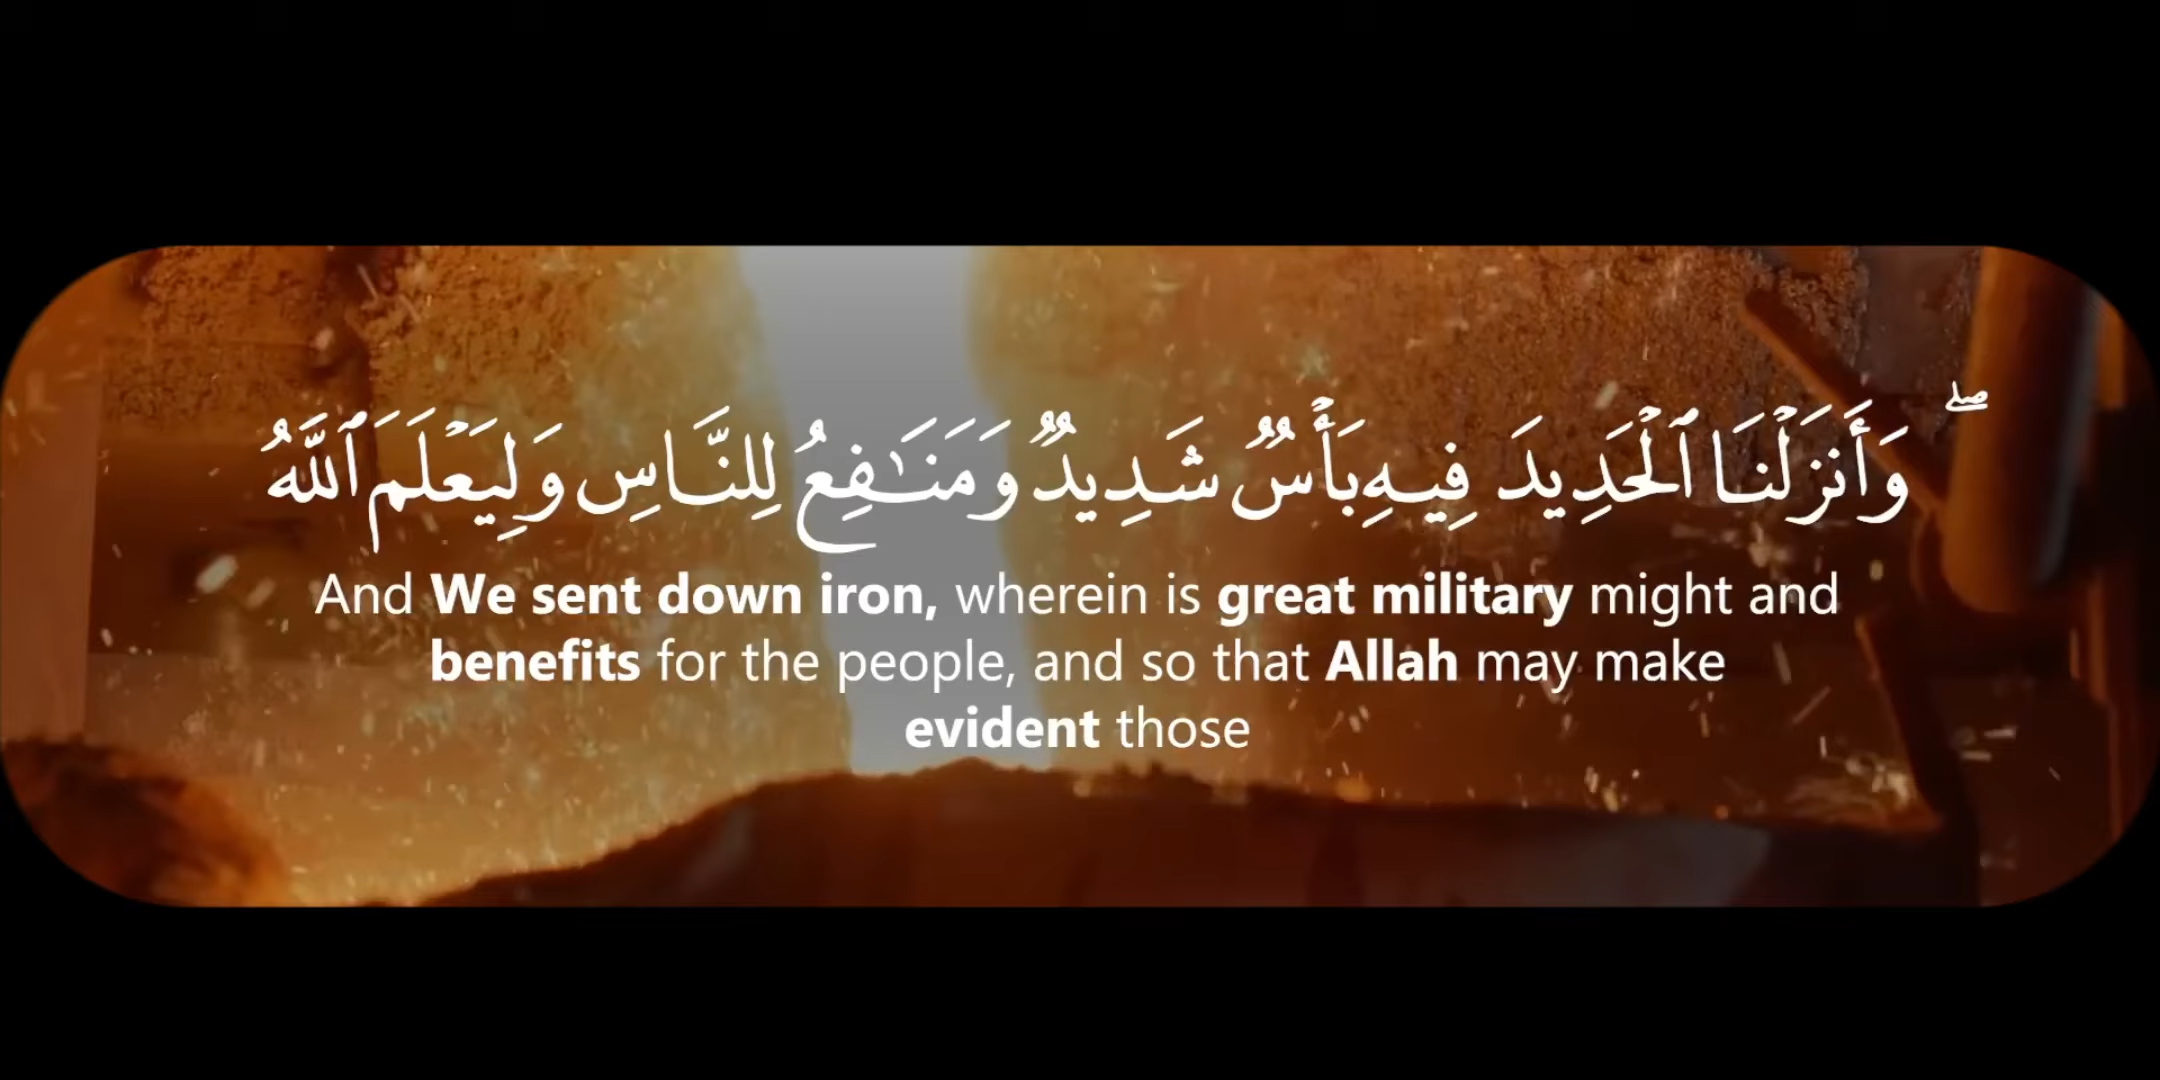 ۖ وَأَنزَلْنَا ٱلْحَدِيدَ فِيهِ بَأْسٌ شَدِيدٌ وَمَنَـٰفِعُ لِلنَّاسِ وَلِيَعْلَمَ ٱللَّهُ
And We sent down iron, wherein is great military might and
benefits for the people, and so that Allah may make
evident those